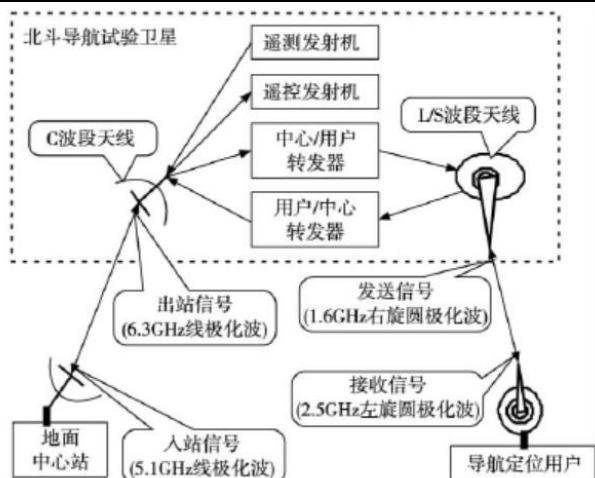 北斗导航试验卫星
遥测发射机
遥控发射机
C波段天线
L/S波段天线
中心/用户
转发器
用户/中心
转发器
出站信号
(6.3GHz线极化波)
发送信号
(1.6GHz右旋圆极化波)
接收信号
(2.5GHz左旋圆极化波)
地面
中心站
入站信号
(5.1GHz线极化波)
导航定位用户